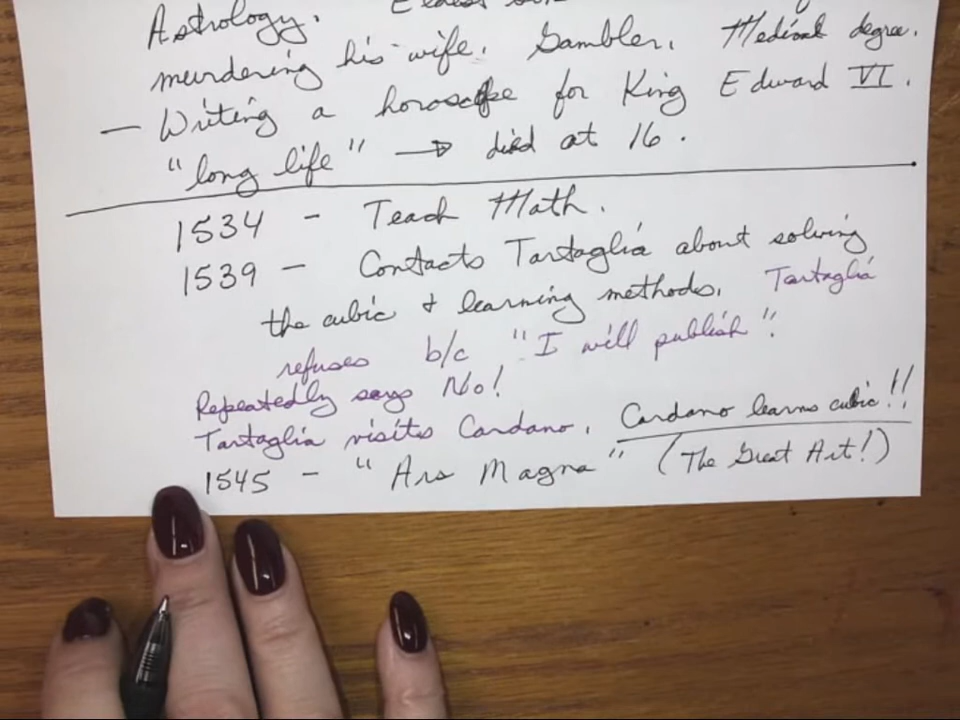 Astrology. Eldest son
murdering his wife. Gambler. Medical degree.
— Writing a horoscope for King Edward VI.
"long life" → died at 16.
1534 - Teach Math.
1539 - Contacts Tartaglia about solving
the cubic & learning methods. Tartaglia
refuses b/c "I will publish".
Repeatedly says No!
Tartaglia visits Cardano. Cardano learns cubic!!
1545 - "Ars Magna" (The Great Art!)